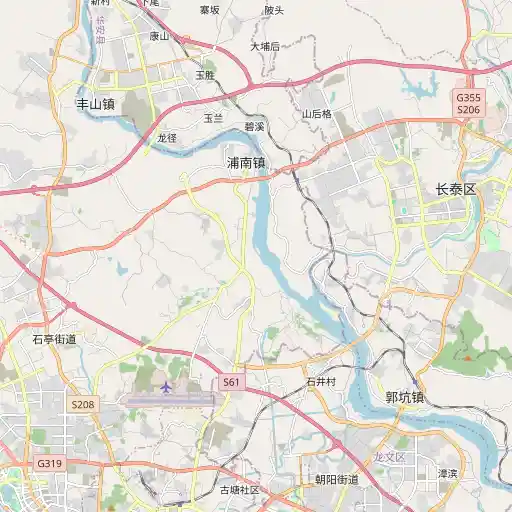 新村
下尾
寨坂
陂头
康山
大埔后
玉胜
丰山镇
玉兰
碧溪
山后格
G355
S206
龙径
浦南镇
长泰区
石亭街道
S61
石井村
S208
郭坑镇
G319
龙文区
漳滨
古塘社区
朝阳街道